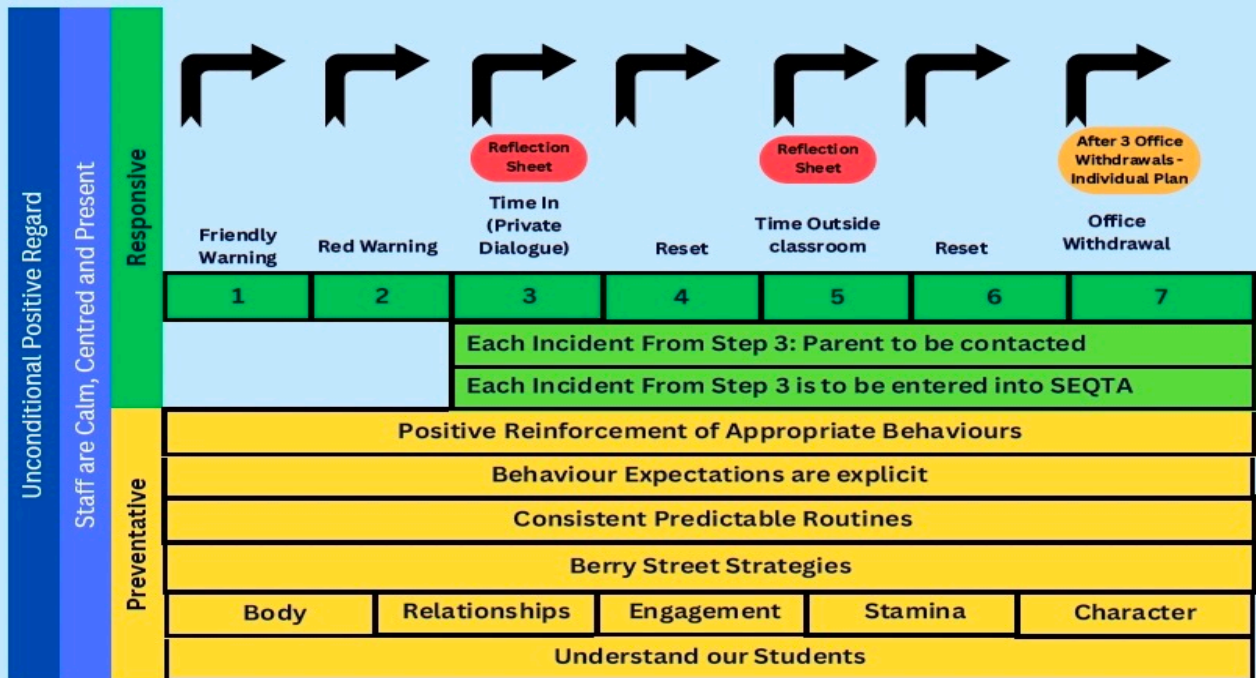 Unconditional Positive Regard
Staff are Calm, Centred and Present
Responsive
Friendly
Warning
Red Warning
Reflection
Sheet
Time In
(Private
Dialogue)
Reset
Reflection
Sheet
Time Outside
classroom
Reset
After 3 Office
Withdrawals -
Individual Plan
Office
Withdrawal
1 2 3 4 5 6 7
Each Incident From Step 3: Parent to be contacted
Each Incident From Step 3 is to be entered into SEQTA
Preventative
Positive Reinforcement of Appropriate Behaviours
Behaviour Expectations are explicit
Consistent Predictable Routines
Berry Street Strategies
Body Relationships Engagement Stamina Character
Understand our Students